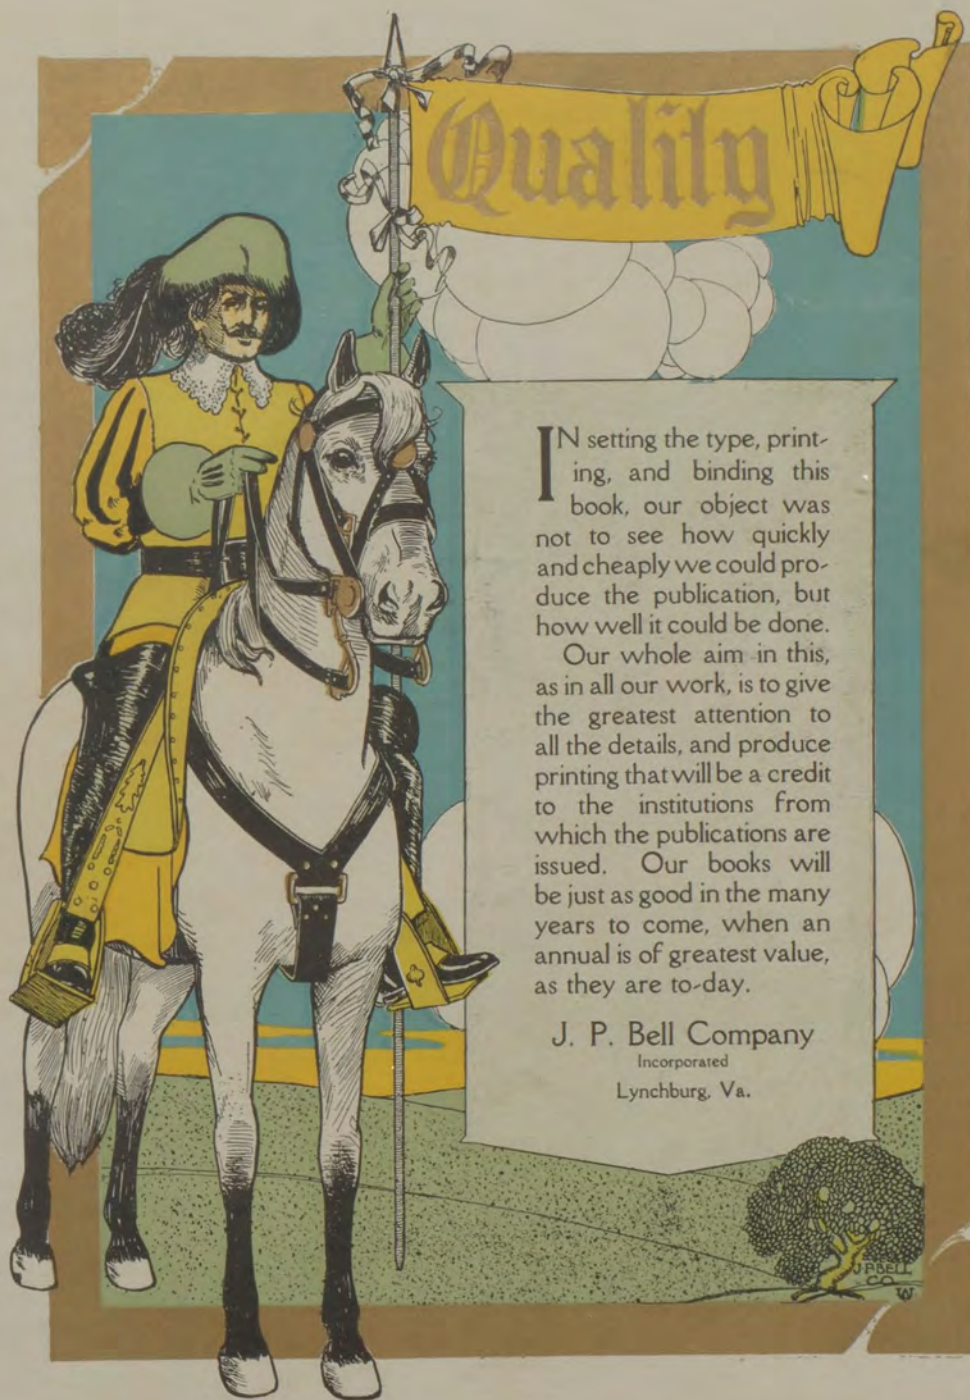 Quality
IN setting the type, print-
ing, and binding this
book, our object was
not to see how quickly
and cheaply we could pro-
duce the publication, but
how well it could be done.
Our whole aim in this,
as in all our work, is to give
the greatest attention to
all the details, and produce
printing that will be a credit
to the institutions from
which the publications are
issued. Our books will
be just as good in the many
years to come, when an
annual is of greatest value,
as they are to-day.
J. P. Bell Company
Incorporated
Lynchburg, Va.
J P BELL
CO.
W